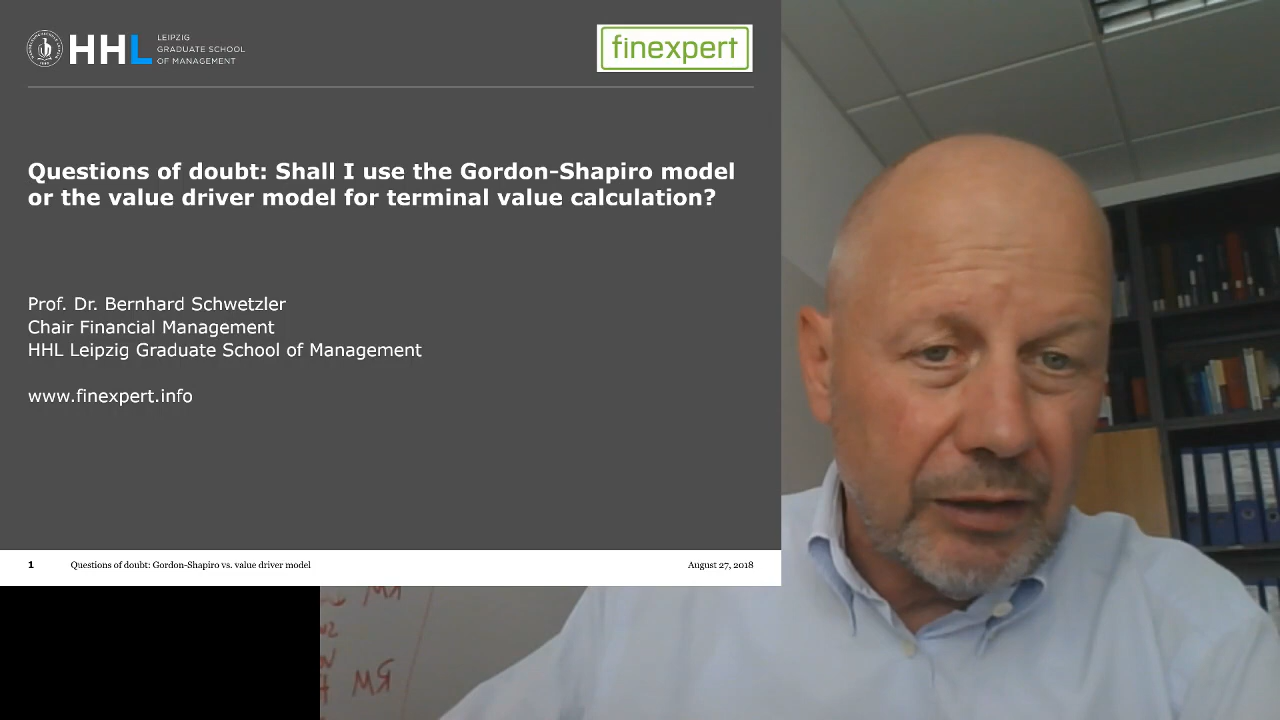 HHL
LEIPZIG
GRADUATE SCHOOL
OF MANAGEMENT
finexpert
Questions of doubt: Shall I use the Gordon-Shapiro model
or the value driver model for terminal value calculation?
Prof. Dr. Bernhard Schwetzler
Chair Financial Management
HHL Leipzig Graduate School of Management
www.finexpert.info
1 Questions of doubt: Gordon-Shapiro vs. value driver model August 27, 2018